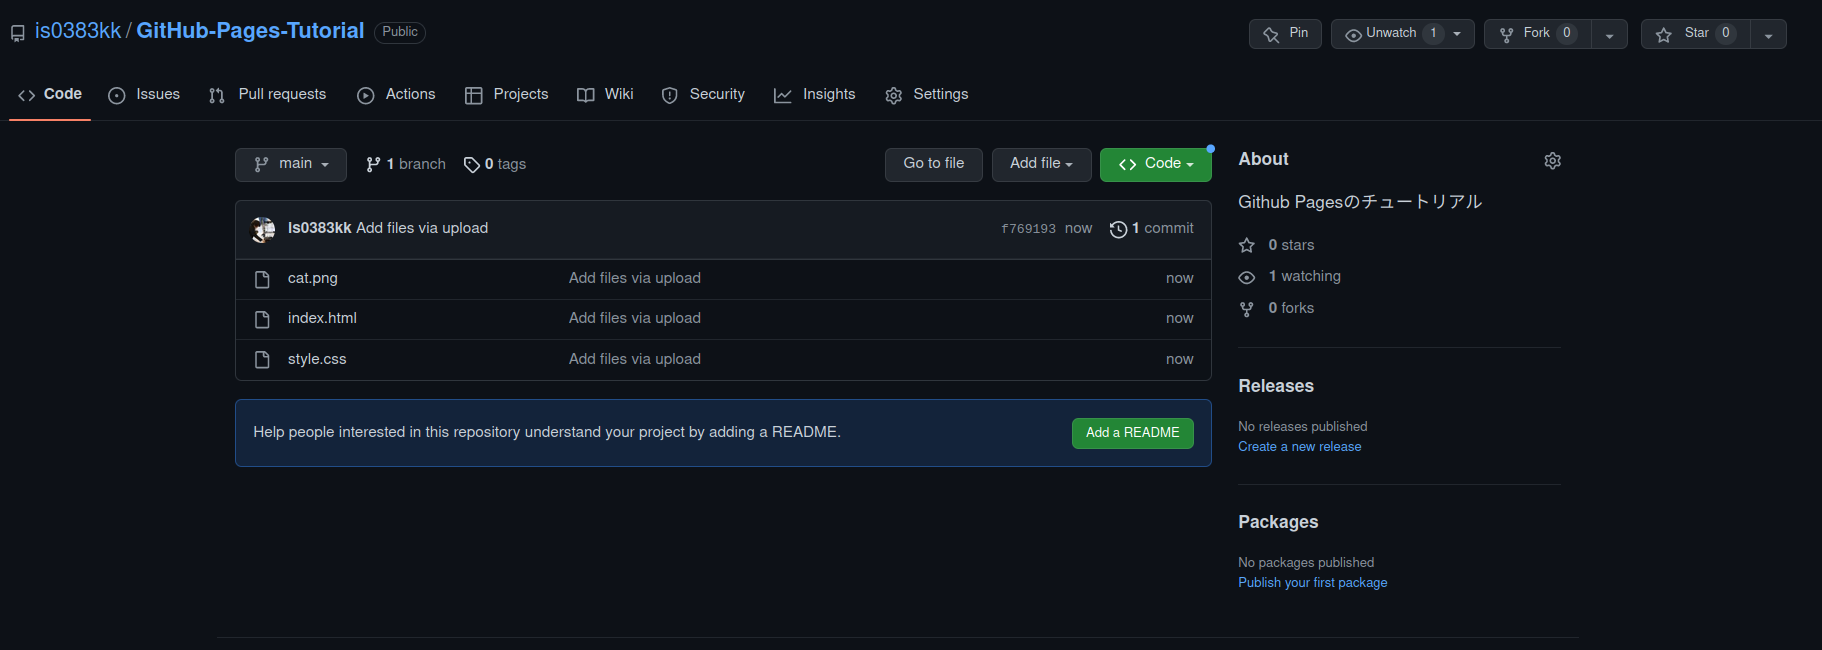 is0383kk / GitHub-Pages-Tutorial Public
Pin Unwatch 1 Fork 0 Star 0
Code Issues Pull requests Actions Projects Wiki Security Insights Settings
main 1 branch 0 tags Go to file Add file Code
Is0383kk Add files via upload f769193 now 1 commit
cat.png Add files via upload now
index.html Add files via upload now
style.css Add files via upload now
Help people interested in this repository understand your project by adding a README. Add a README
About
Github Pagesのチュートリアル
0 stars
1 watching
0 forks
Releases
No releases published
Create a new release
Packages
No packages published
Publish your first package